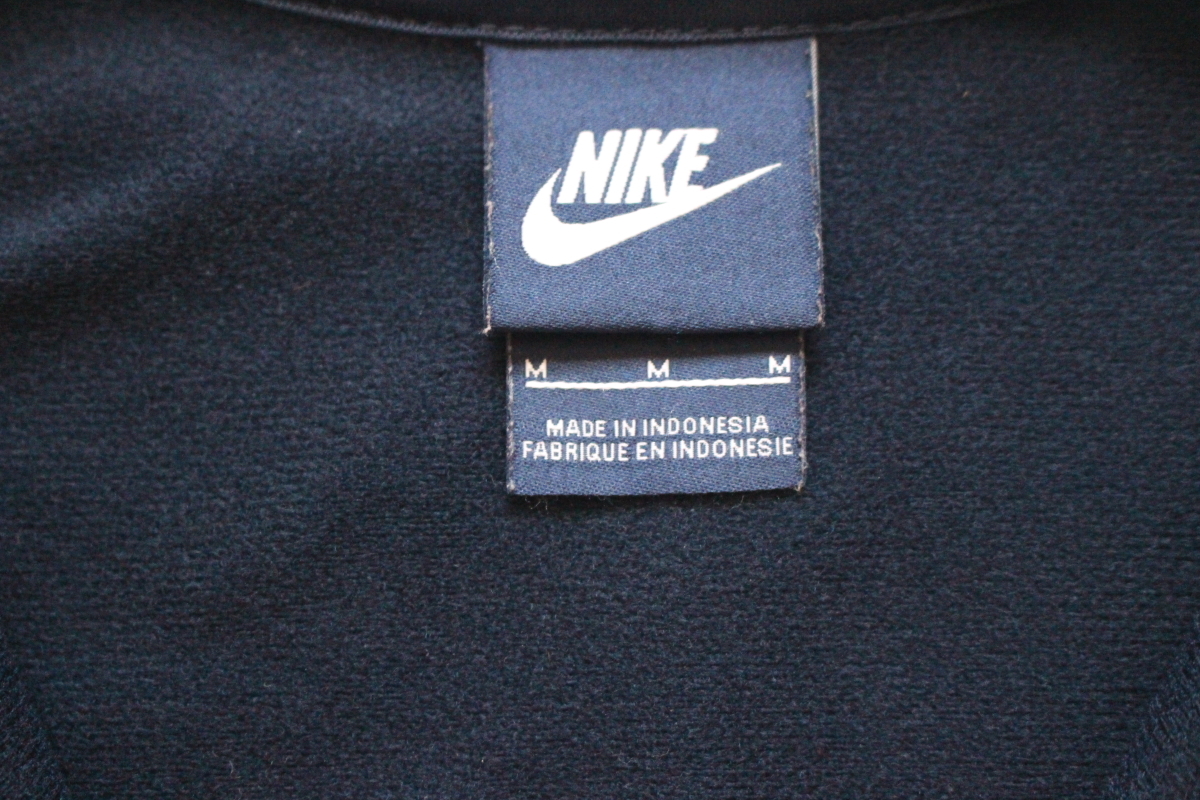 NIKE
M M M
MADE IN INDONESIA
FABRIQUE EN INDONESIE